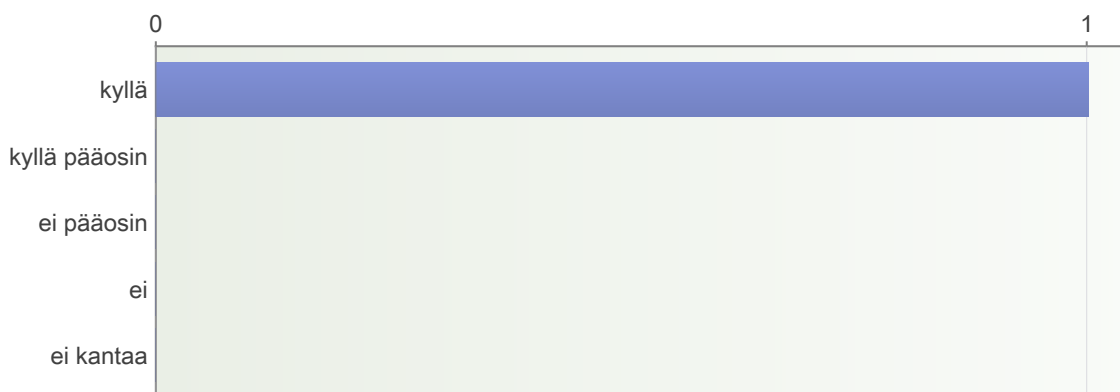 0 1
kyllä
kyllä pääosin
ei pääosin
ei
ei kantaa